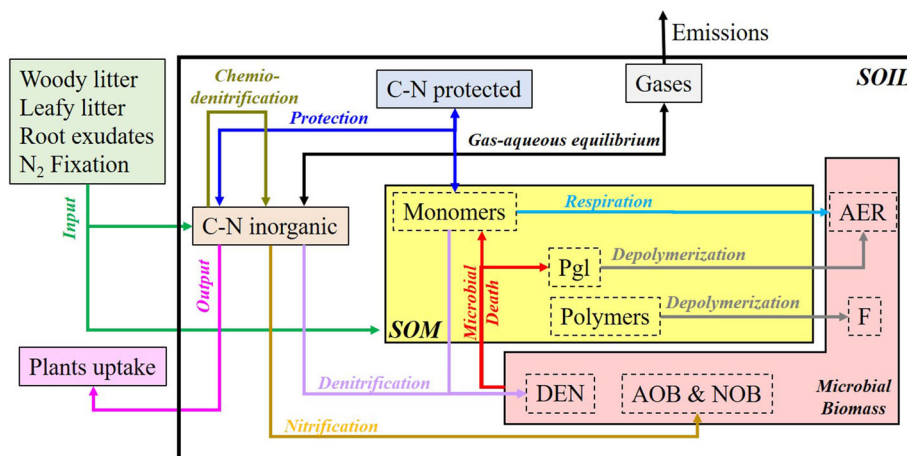 Emissions
SOIL
Woody litter
Leafy litter
Root exudates
N₂ Fixation
Chemio-
denitrification
C-N protected
Gases
Protection
Gas-aqueous equilibrium
Input
C-N inorganic
Monomers
Respiration
AER
Output
Microbial
Death
Pgl
Depolymerization
Polymers
Depolymerization
F
SOM
Plants uptake
Denitrification
DEN
AOB & NOB
Microbial
Biomass
Nitrification